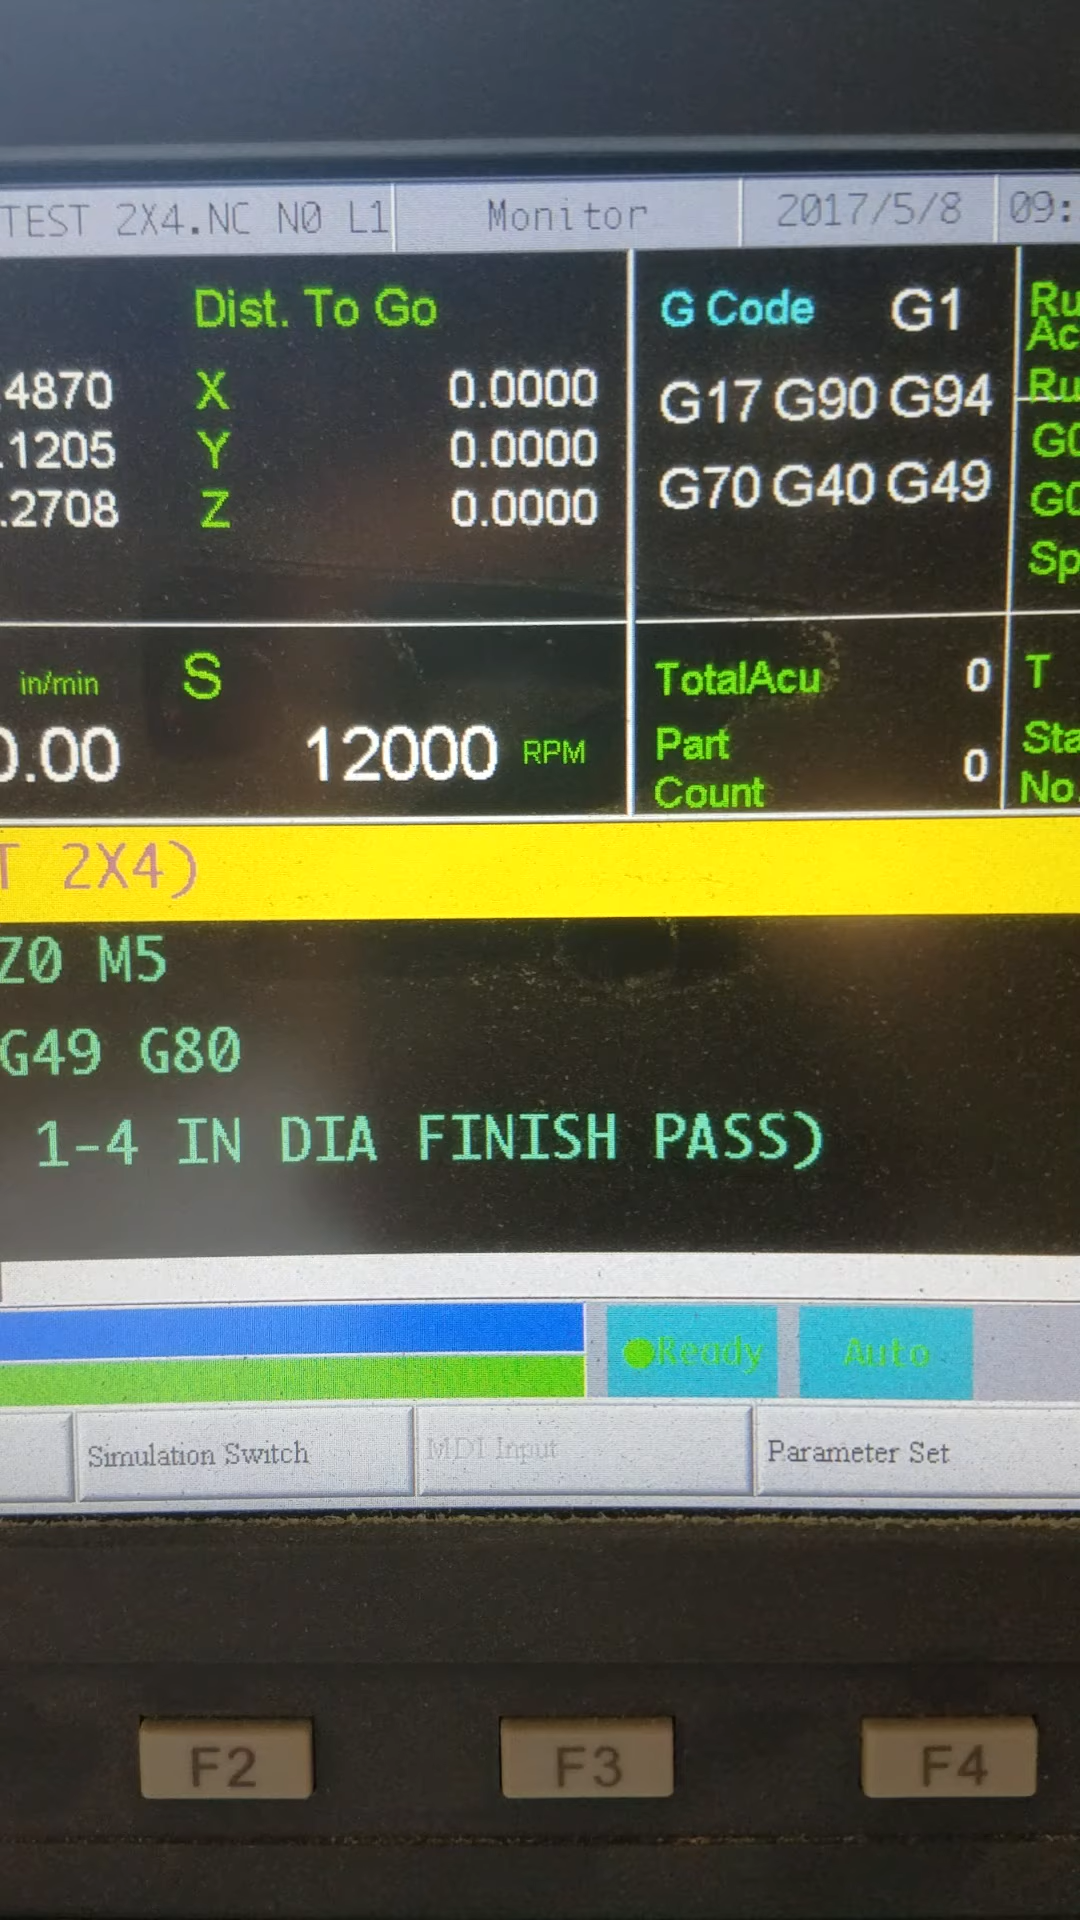 TEST 2X4.NC N0 L1 Monitor 2017/5/8 09:
Dist. To Go G Code G1 Ru
Ac
.4870 X 0.0000 G17 G90 G94 Ru
.1205 Y 0.0000 G0
.2708 Z 0.0000 G70 G40 G49 G0
Sp
in/min S TotalAcu 0 T
0.00 12000 RPM Part Count 0 Sta No.
T 2X4)
Z0 M5
G49 G80
1-4 IN DIA FINISH PASS)
Ready Auto
Simulation Switch MDI Input Parameter Set
F2 F3 F4